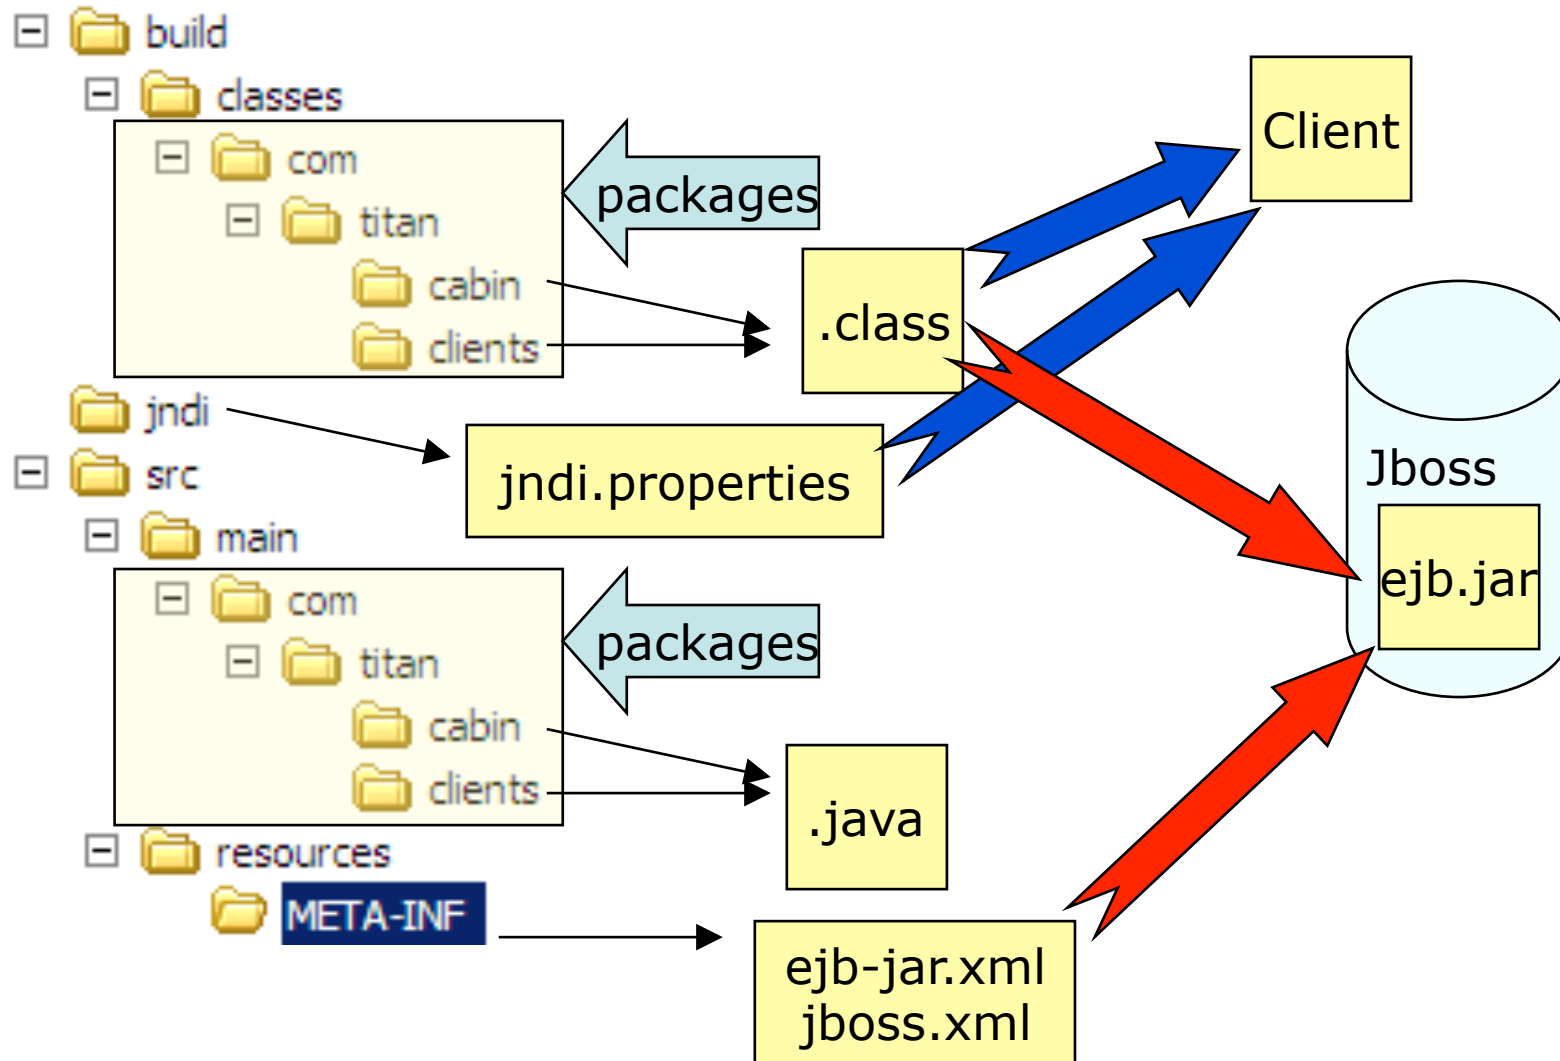 build
classes
com
titan
cabin
clients
jndi
src
main
com
titan
cabin
clients
resources
META-INF
packages
packages
.class
jndi.properties
.java
ejb-jar.xml
jboss.xml
Client
Jboss
ejb.jar